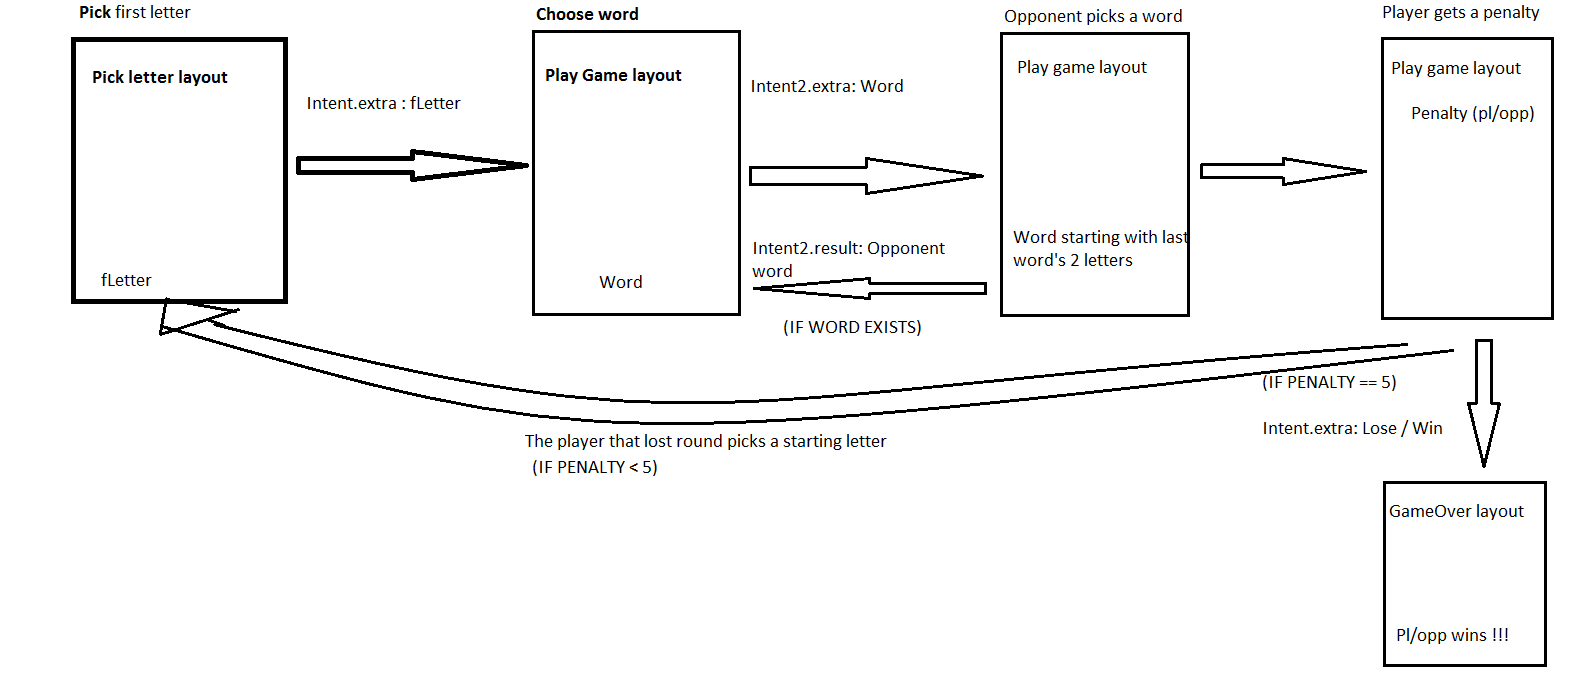 Pick first letter
Pick letter layout
fLetter
Intent.extra : fLetter
Choose word
Play Game layout
Word
Intent2.extra: Word
Intent2.result: Opponent
word
(IF WORD EXISTS)
Opponent picks a word
Play game layout
Word starting with last
word's 2 letters
Player gets a penalty
Play game layout
Penalty (pl/opp)
The player that lost round picks a starting letter
(IF PENALTY < 5)
(IF PENALTY == 5)
Intent.extra: Lose / Win
GameOver layout
Pl/opp wins !!!